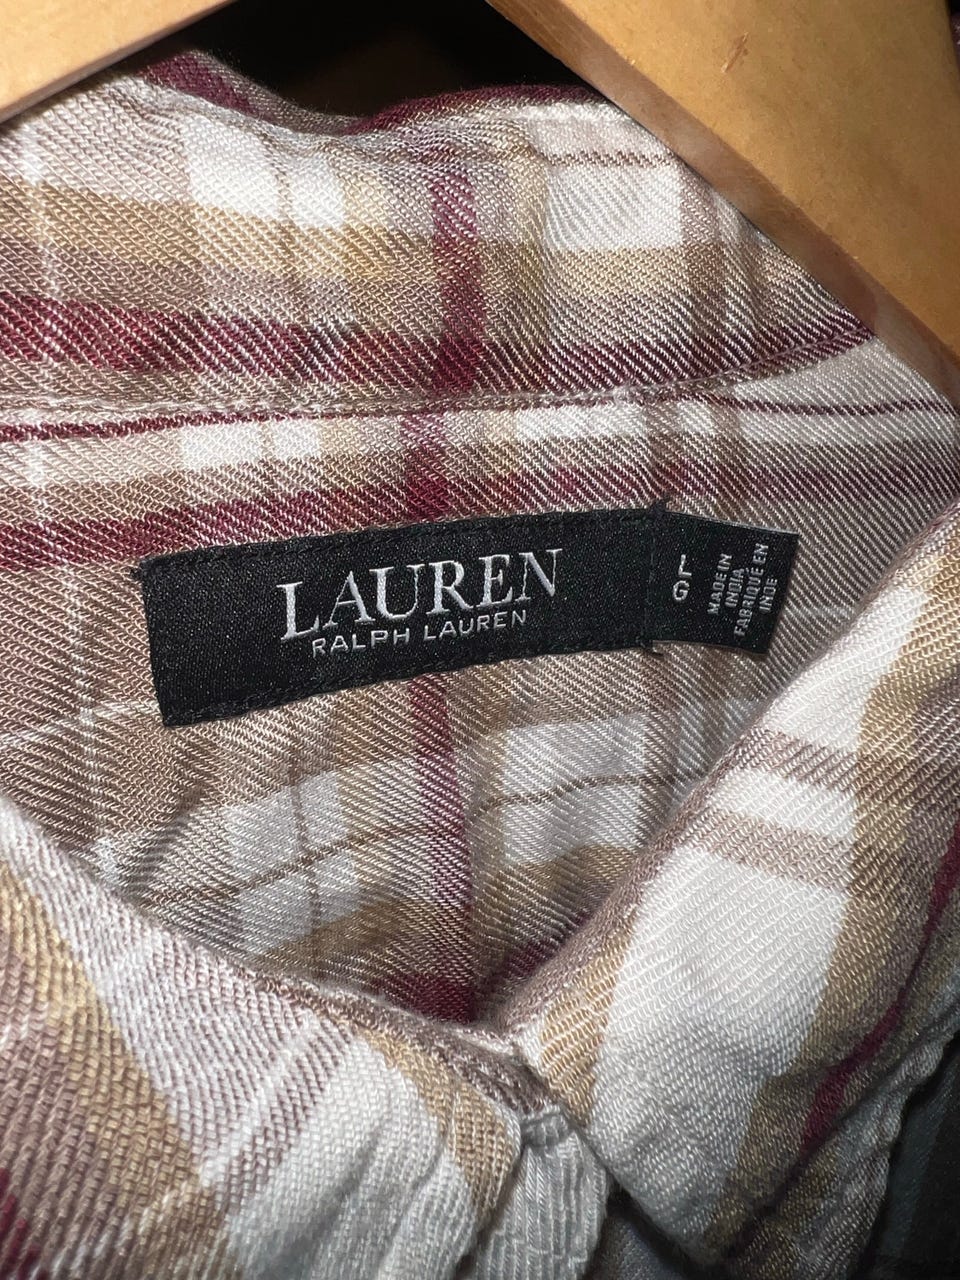 LAUREN
RALPH LAUREN
L
G
MADE IN
INDIA
FABRIQUÉ EN
INDE